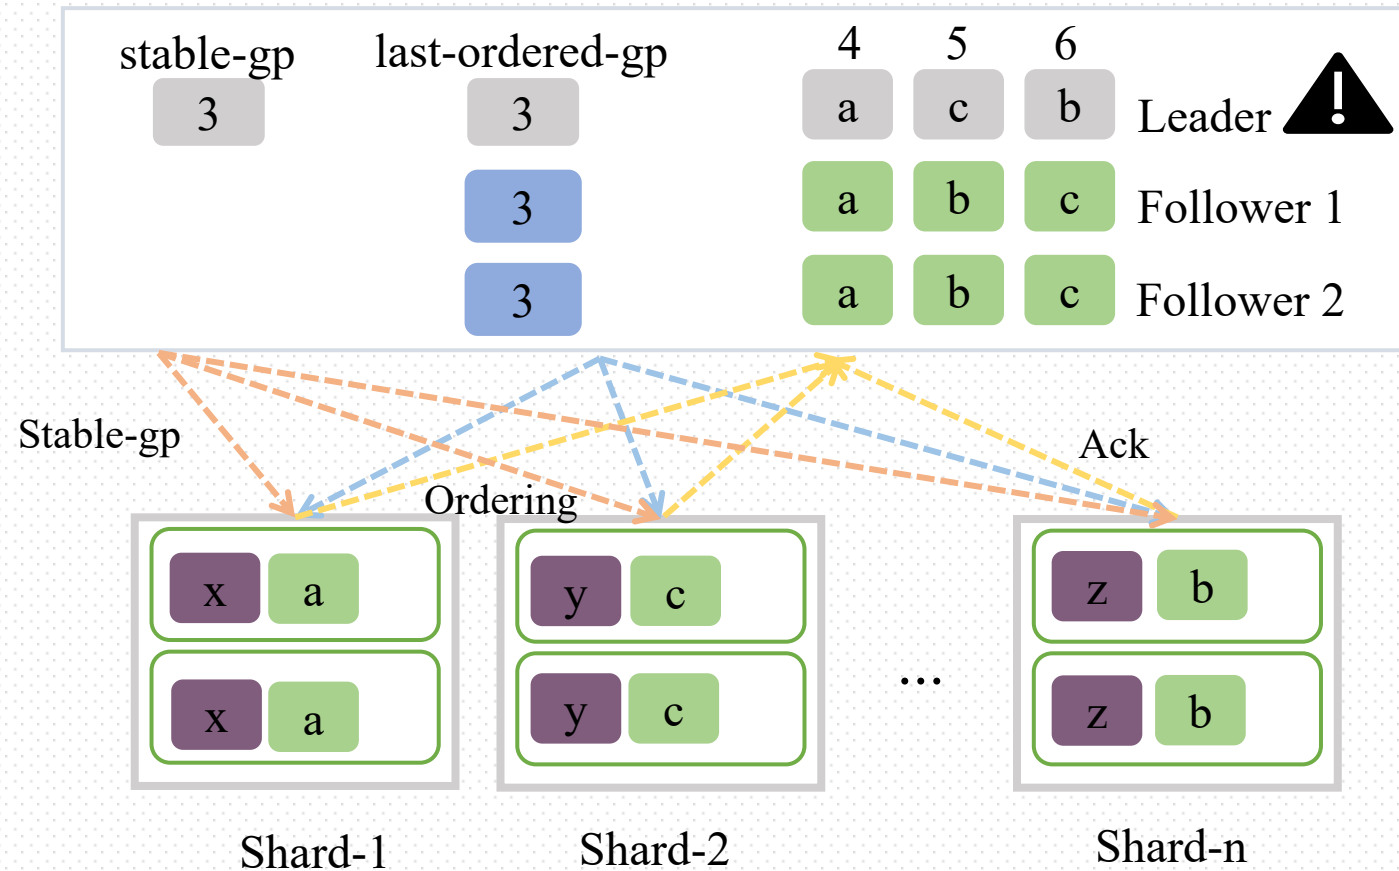 stable-gp last-ordered-gp 4 5 6
3 3 a c b Leader !
3 a b c Follower 1
3 a b c Follower 2
Stable-gp Ordering Ack
x a y c z b
...
x a y c z b
Shard-1 Shard-2 Shard-n